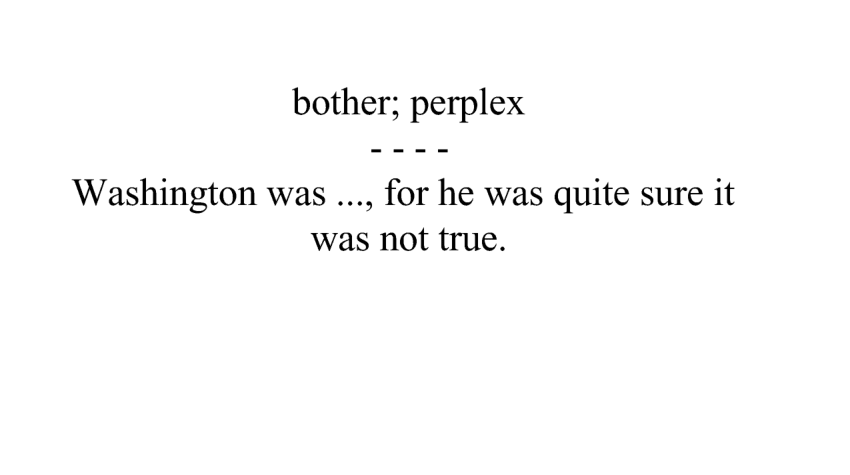 bother; perplex
- - - -
Washington was ..., for he was quite sure it
was not true.